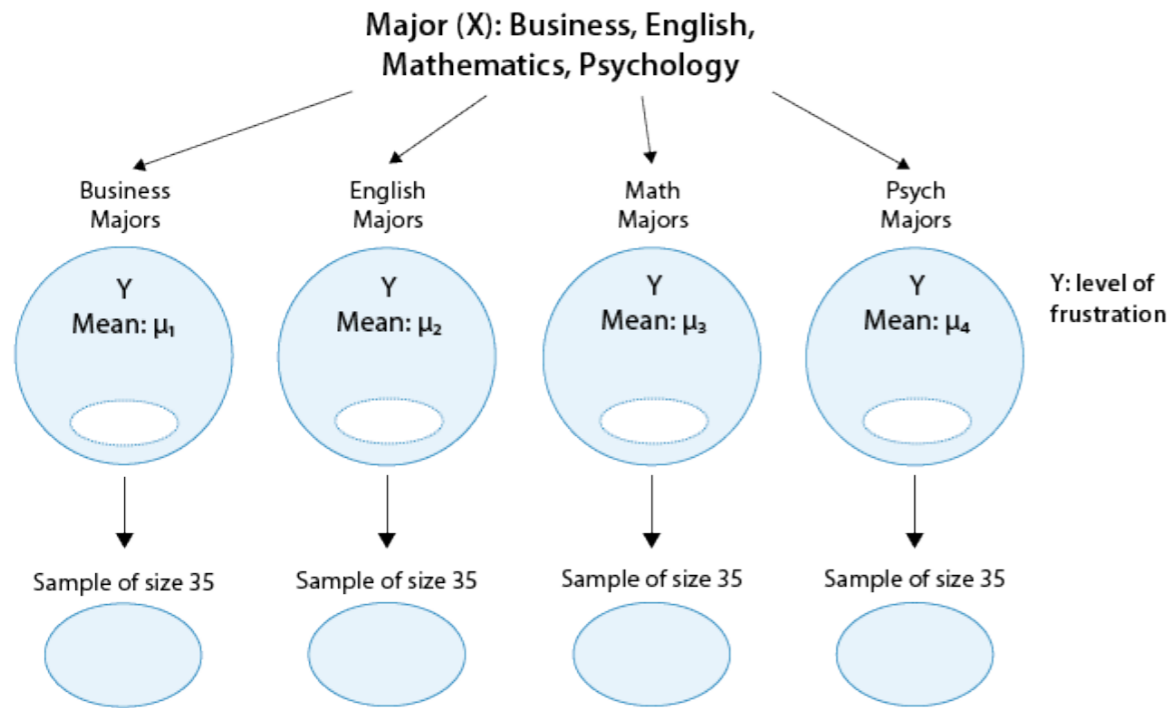 Major (X): Business, English,
Mathematics, Psychology
Business
Majors
English
Majors
Math
Majors
Psych
Majors
Y
Mean: μ₁
Y
Mean: μ₂
Y
Mean: μ₃
Y
Mean: μ₄
Y: level of
frustration
Sample of size 35
Sample of size 35
Sample of size 35
Sample of size 35